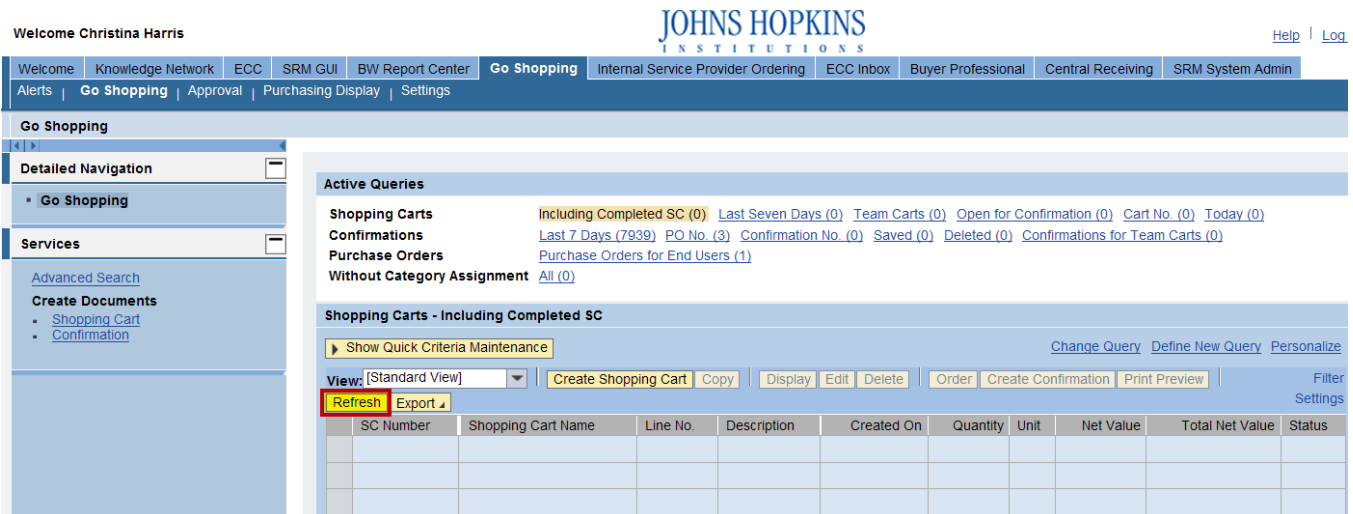 Welcome Christina Harris
JOHNS HOPKINS
INSTITUTIONS
Help | Log
Welcome Knowledge Network ECC SRM GUI BW Report Center Go Shopping Internal Service Provider Ordering ECC Inbox Buyer Professional Central Receiving SRM System Admin
Alerts | Go Shopping | Approval | Purchasing Display | Settings
Go Shopping
Detailed Navigation
Go Shopping
Services
Advanced Search
Create Documents
Shopping Cart
Confirmation
Active Queries
Shopping Carts Including Completed SC (0) Last Seven Days (0) Team Carts (0) Open for Confirmation (0) Cart No. (0) Today (0)
Confirmations Last 7 Days (7939) PO No. (3) Confirmation No. (0) Saved (0) Deleted (0) Confirmations for Team Carts (0)
Purchase Orders Purchase Orders for End Users (1)
Without Category Assignment All (0)
Shopping Carts - Including Completed SC
Show Quick Criteria Maintenance Change Query Define New Query Personalize
View: [Standard View] Create Shopping Cart Copy Display Edit Delete Order Create Confirmation Print Preview Filter
Refresh Export Settings
SC Number Shopping Cart Name Line No. Description Created On Quantity Unit Net Value Total Net Value Status